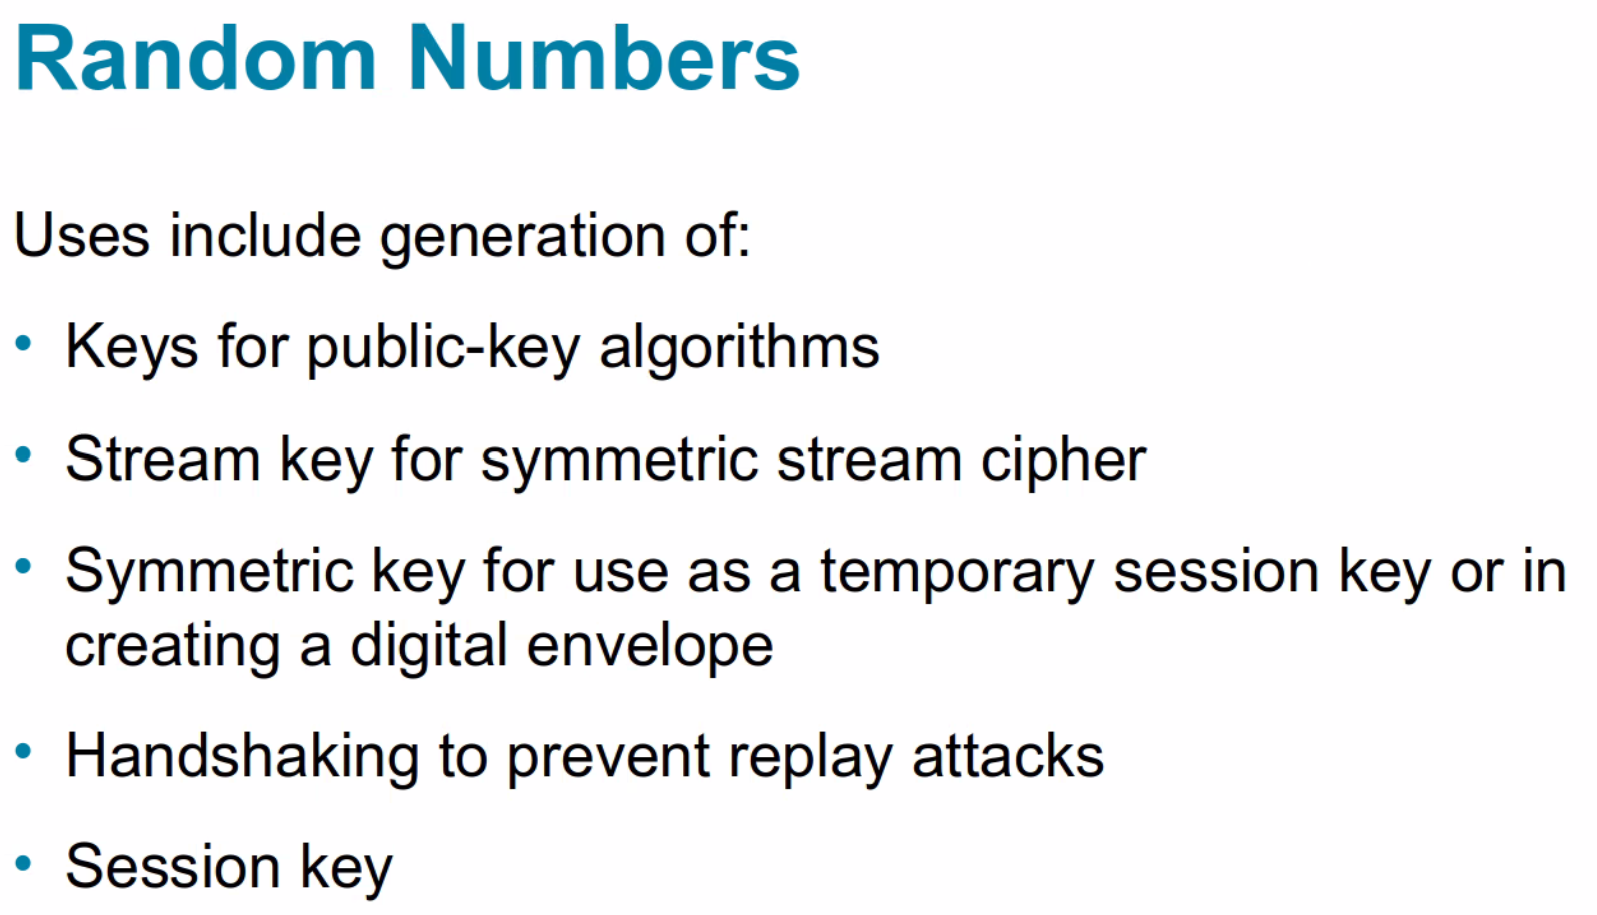 Random Numbers
Uses include generation of:
• Keys for public-key algorithms
• Stream key for symmetric stream cipher
• Symmetric key for use as a temporary session key or in
creating a digital envelope
• Handshaking to prevent replay attacks
• Session key